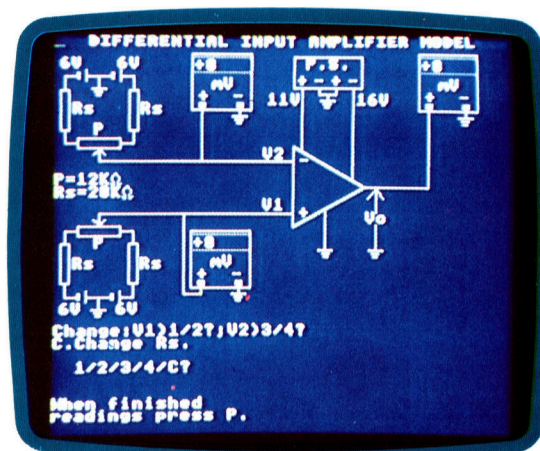 DIFFERENTIAL INPUT AMPLIFIER MODEL
6V 6V
+0
mV
+ -
P.S.
+ - + -
11V 16V
+0
mV
+ -
Rs Rs
P
V2
-
P=12KΩ
Rs=20KΩ
V1
+
Vo
P
Rs Rs
+0
mV
+ -
6V 6V
Change;V1)1/2?;V2)3/4?
C.Change Rs.
1/2/3/4/C?
When finished
readings press P.